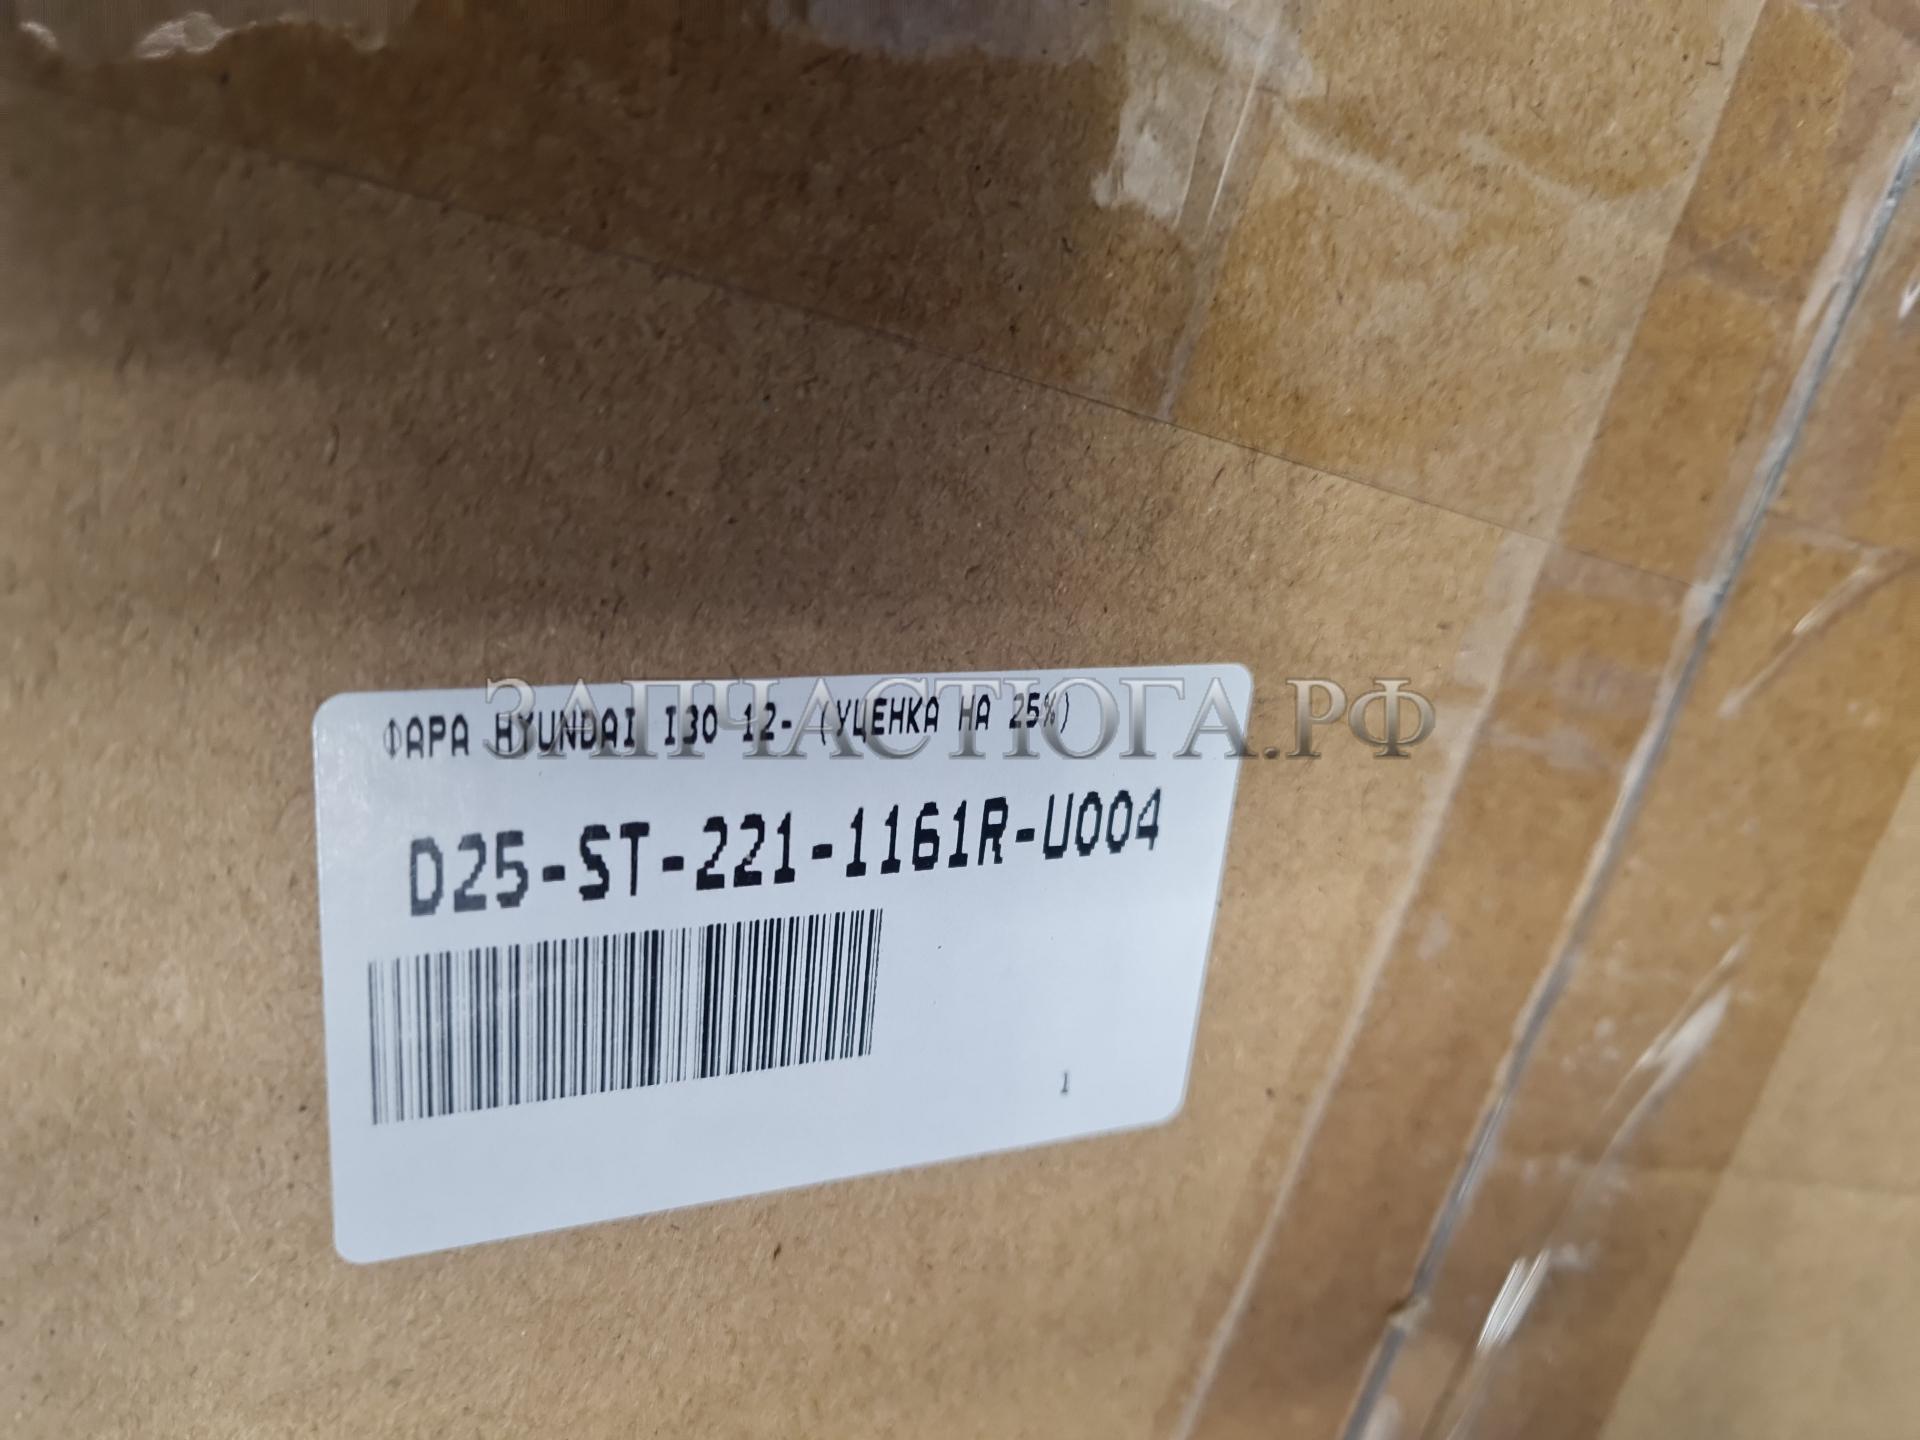 ЗАПЧАСТЮГА.РФ
ФАРА HYUNDAI I30 12- (УЦЕНКА НА 25%)
D25-ST-221-1161R-U004
1